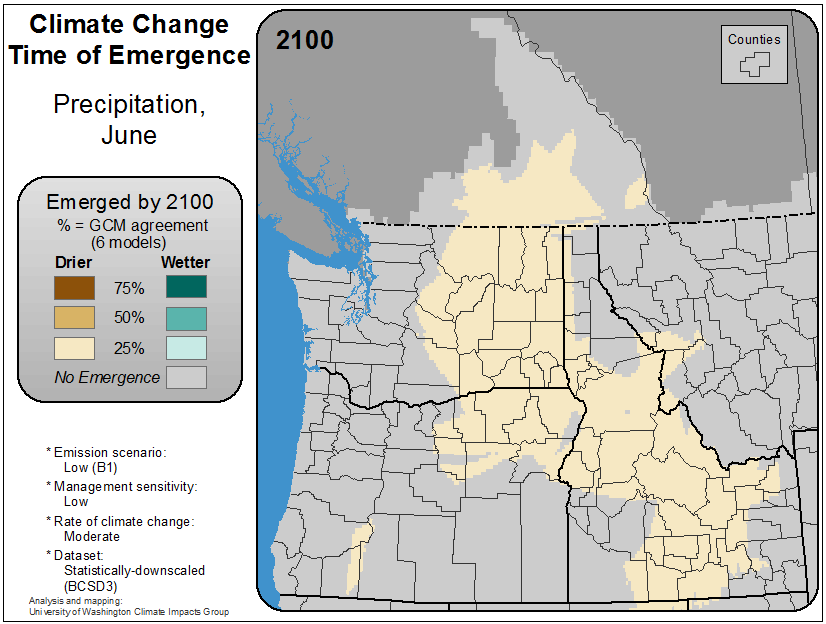 Climate Change
Time of Emergence
Precipitation,
June
Emerged by 2100
% = GCM agreement
(6 models)
Drier Wetter
75%
50%
25%
No Emergence
* Emission scenario:
Low (B1)
* Management sensitivity:
Low
* Rate of climate change:
Moderate
* Dataset:
Statistically-downscaled
(BCSD3)
Analysis and mapping:
University of Washington Climate Impacts Group
2100
Counties